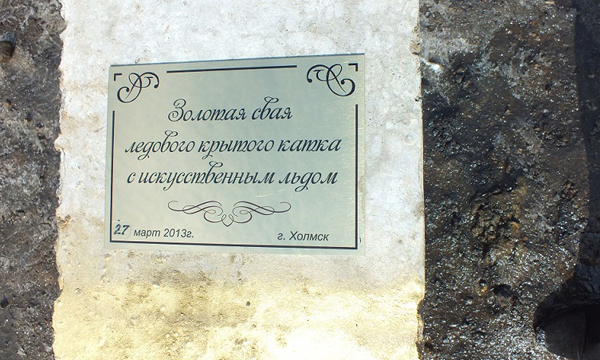 Золотая свая
ледового крытого катка
с искусственным льдом
27 март 2013г. г. Холмск